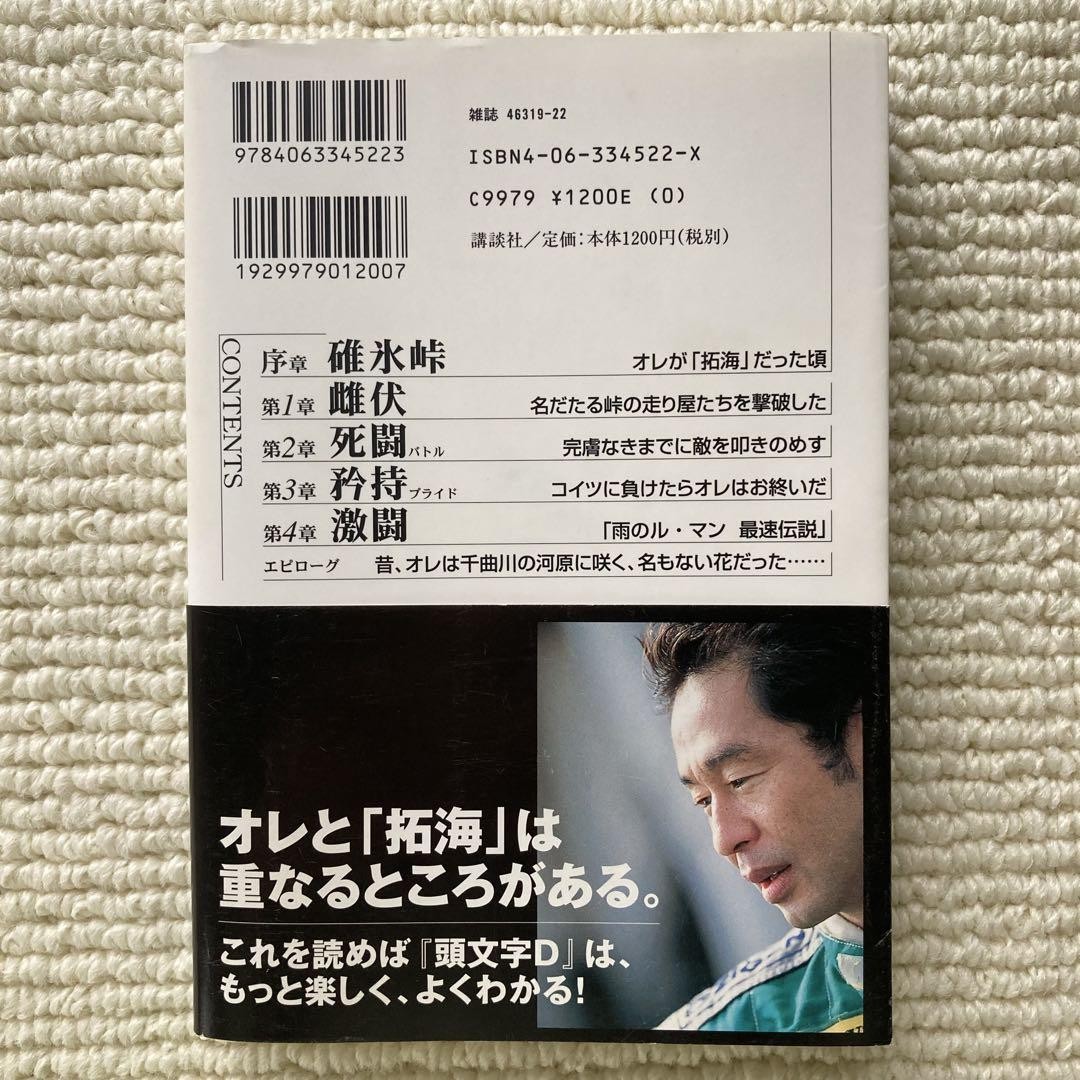 9784063345223
1929979012007
雑誌 46319-22
ISBN4-06-334522-X
C9979 ¥1200E (0)
講談社／定価：本体1200円(税別)
CONTENTS
序章 碓氷峠 オレが「拓海」だった頃
第1章 雌伏 名だたる峠の走り屋たちを撃破した
第2章 死闘 バトル 完膚なきまでに敵を叩きのめす
第3章 矜持 プライド コイツに負けたらオレはお終いだ
第4章 激闘 「雨のル・マン 最速伝説」
エピローグ 昔、オレは千曲川の河原に咲く、名もない花だった……
オレと「拓海」は
重なるところがある。
これを読めば『頭文字D』は、
もっと楽しく、よくわかる!